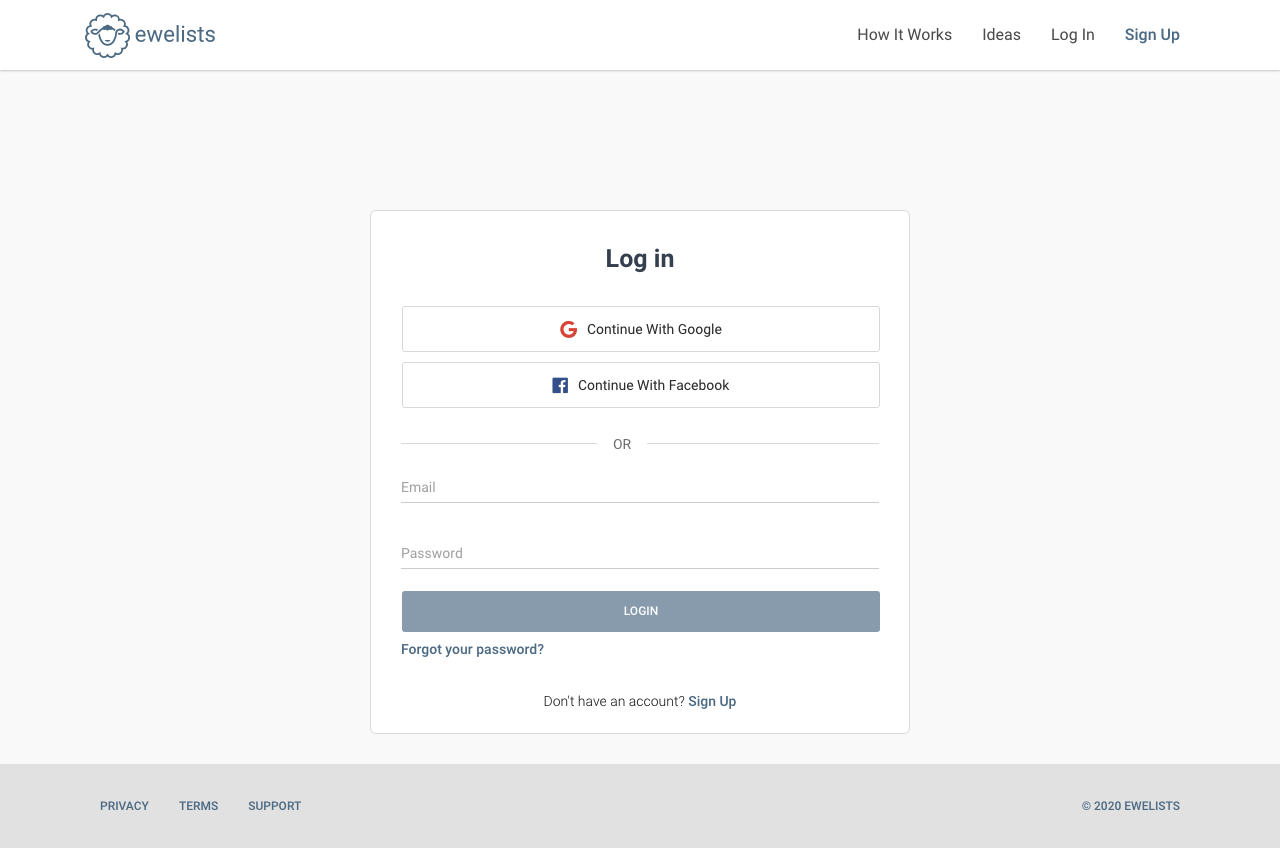 ewelists
How It Works
Ideas
Log In
Sign Up
Log in
Continue With Google
Continue With Facebook
OR
Email
Password
LOGIN
Forgot your password?
Don't have an account? Sign Up
PRIVACY
TERMS
SUPPORT
© 2020 EWELISTS